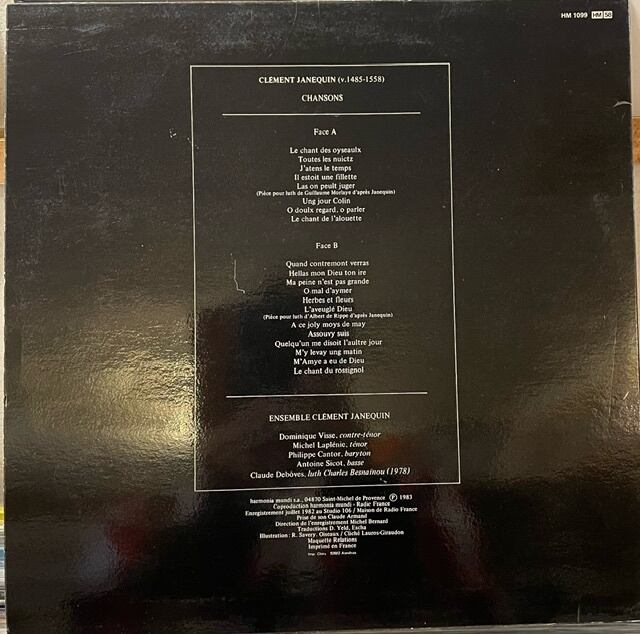 HM 1099 HM 58
CLÉMENT JANEQUIN (v.1485-1558)
CHANSONS
Face A
Le chant des oyseaulx
Toutes les nuictz
J'atens le temps
Il estoit une fillette
Las on peult juger
(Pièce pour luth de Guillaume Morlaye d'après Janequin)
Ung jour Colin
O doulx regard, o parler
Le chant de l'alouette
Face B
Quand contremont verras
Hellas mon Dieu ton ire
Ma peine n'est pas grande
O mal d'aymer
Herbes et fleurs
L'aveuglé Dieu
(Pièce pour luth d'Albert de Rippe d'après Janequin)
A ce joly moys de may
Assouvy suis
Quelqu'un me disoit l'aultre jour
M'y levay ung matin
M'Amye a eu de Dieu
Le chant du rossignol
ENSEMBLE CLÉMENT JANEQUIN
Dominique Visse, contre-ténor
Michel Laplénie, ténor
Philippe Cantor, baryton
Antoine Sicot, basse
Claude Debôves, luth Charles Besnainou (1978)
harmonia mundi s.a., 04870 Saint-Michel de Provence Ⓟ 1983
Coproduction harmonia mundi - Radio France
Enregistrement juillet 1982 au Studio 106 / Maison de Radio France
Prise de son Claude Armand
Direction de l'enregistrement Michel Bernard
Traductions D. Yeld, Escha
Illustration : R. Savery, Oiseaux / Cliché Lauros-Giraudon
Maquette Relations
Imprimé en France